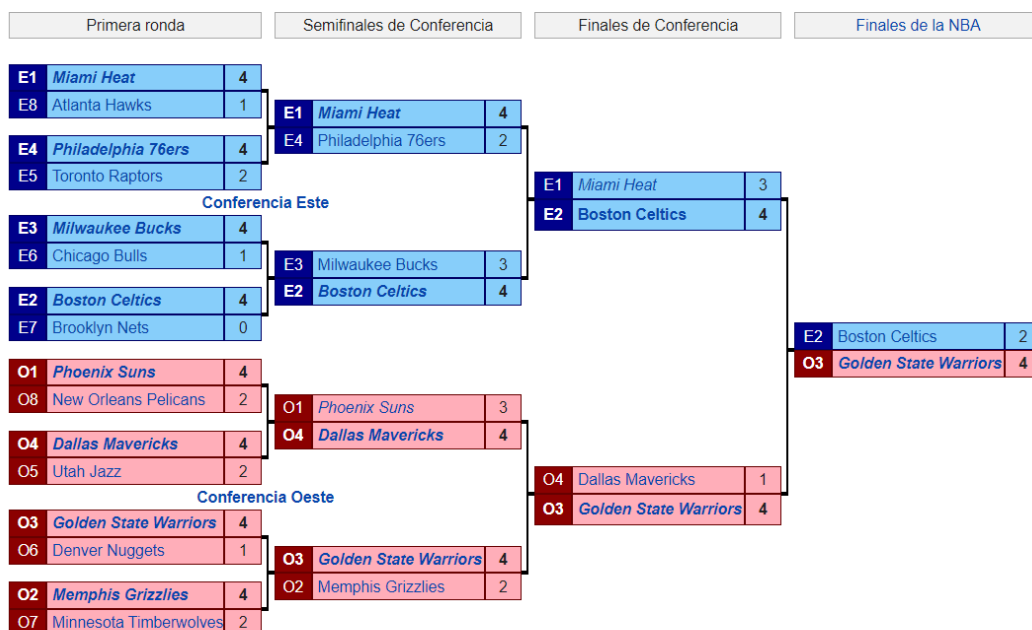 Primera ronda
Semifinales de Conferencia
Finales de Conferencia
Finales de la NBA
E1 Miami Heat 4
E8 Atlanta Hawks 1
E4 Philadelphia 76ers 4
E5 Toronto Raptors 2
Conferencia Este
E3 Milwaukee Bucks 4
E6 Chicago Bulls 1
E2 Boston Celtics 4
E7 Brooklyn Nets 0
O1 Phoenix Suns 4
O8 New Orleans Pelicans 2
O4 Dallas Mavericks 4
O5 Utah Jazz 2
Conferencia Oeste
O3 Golden State Warriors 4
O6 Denver Nuggets 1
O2 Memphis Grizzlies 4
O7 Minnesota Timberwolves 2
E1 Miami Heat 4
E4 Philadelphia 76ers 2
E3 Milwaukee Bucks 3
E2 Boston Celtics 4
O1 Phoenix Suns 3
O4 Dallas Mavericks 4
O3 Golden State Warriors 4
O2 Memphis Grizzlies 2
E1 Miami Heat 3
E2 Boston Celtics 4
O4 Dallas Mavericks 1
O3 Golden State Warriors 4
E2 Boston Celtics 2
O3 Golden State Warriors 4